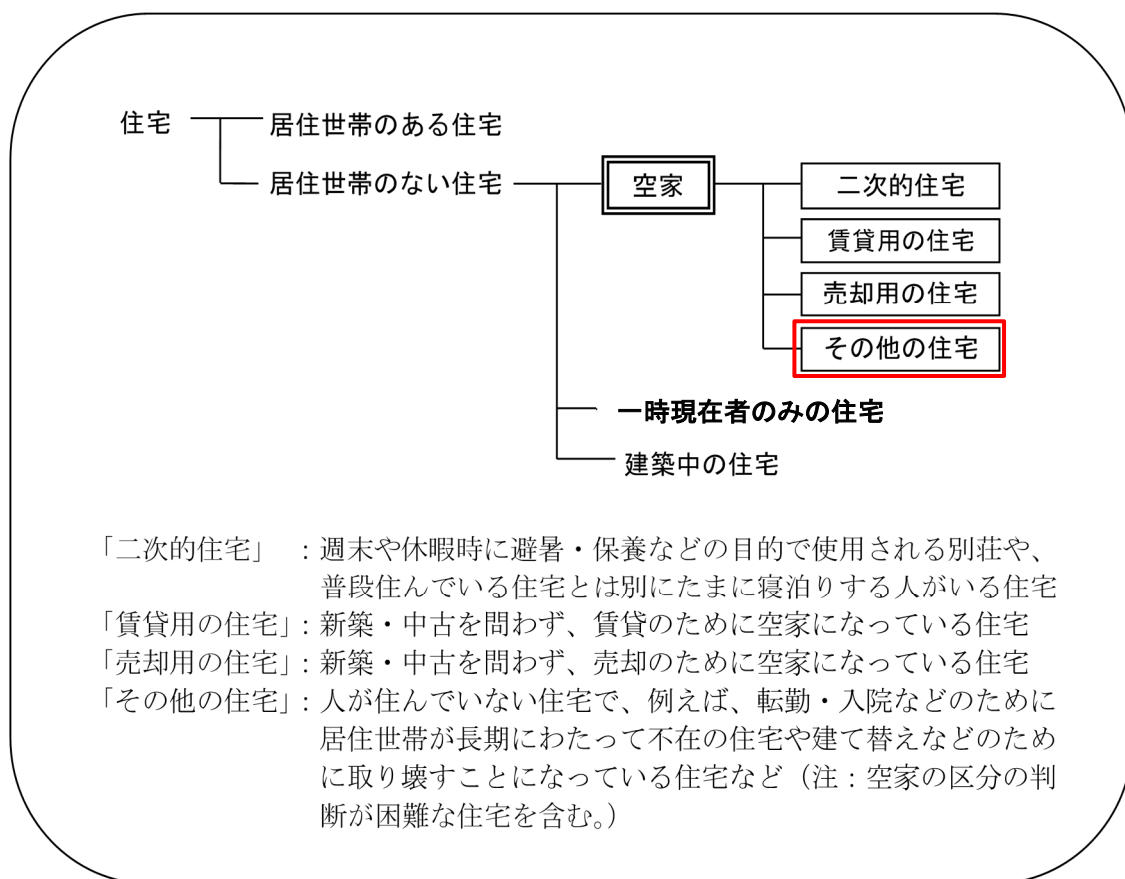 住宅
居住世帯のある住宅
居住世帯のない住宅
空家
二次的住宅
賃貸用の住宅
売却用の住宅
その他の住宅
一時現在者のみの住宅
建築中の住宅
「二次的住宅」 ：週末や休暇時に避暑・保養などの目的で使用される別荘や、
普段住んでいる住宅とは別にたまに寝泊りする人がいる住宅
「賃貸用の住宅」：新築・中古を問わず、賃貸のために空家になっている住宅
「売却用の住宅」：新築・中古を問わず、売却のために空家になっている住宅
「その他の住宅」：人が住んでいない住宅で、例えば、転勤・入院などのために
居住世帯が長期にわたって不在の住宅や建て替えなどのため
に取り壊すことになっている住宅など（注：空家の区分の判
断が困難な住宅を含む。）